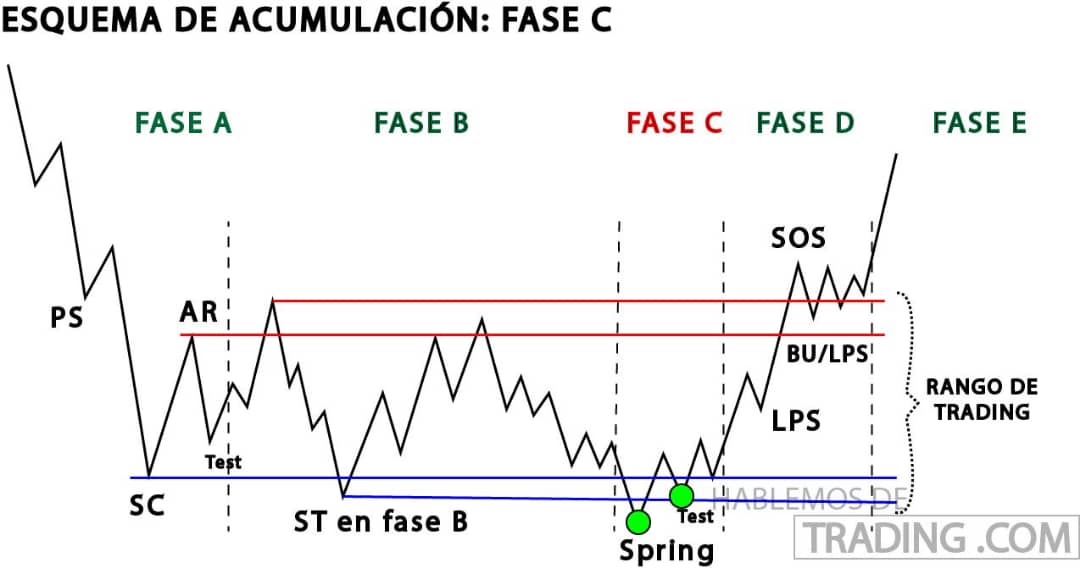 ESQUEMA DE ACUMULACIÓN: FASE C
FASE A
FASE B
FASE C
FASE D
FASE E
SOS
PS
AR
BU/LPS
RANGO DE
TRADING
LPS
Test
SC
ST en fase B
Test
Spring
HABLEMOS DE
TRADING .COM